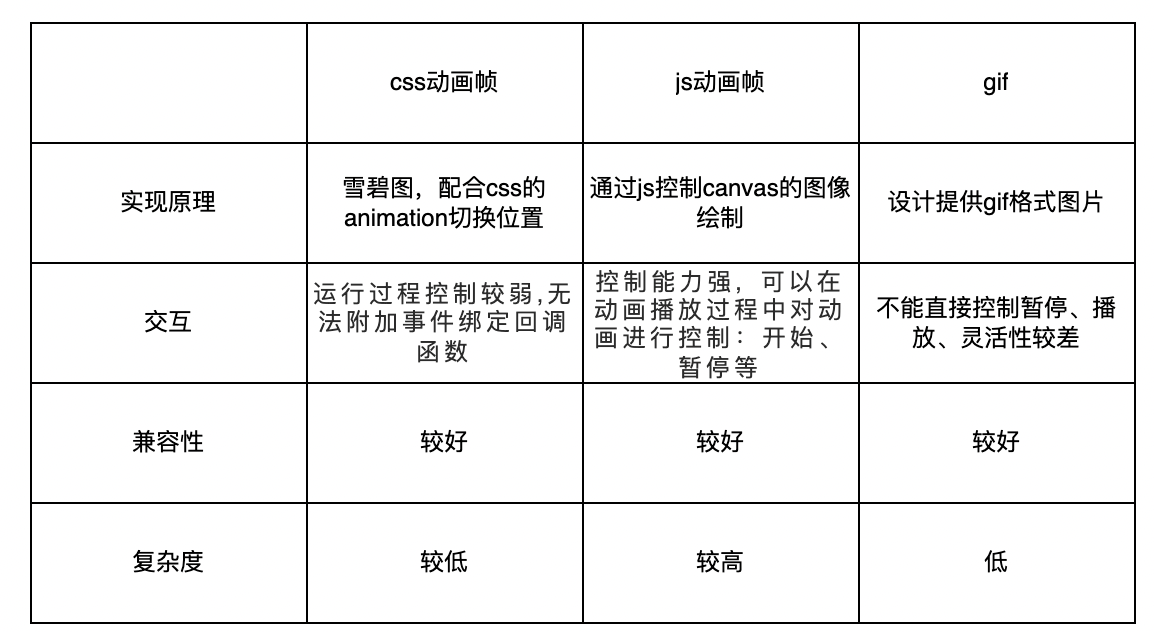 css动画帧
js动画帧
gif
实现原理
雪碧图，配合css的
animation切换位置
通过js控制canvas的图像
绘制
设计提供gif格式图片
交互
运行过程控制较弱,无
法附加事件绑定回调
函数
控制能力强，可以在
动画播放过程中对动
画进行控制：开始、
暂停等
不能直接控制暂停、播
放、灵活性较差
兼容性
较好
较好
较好
复杂度
较低
较高
低